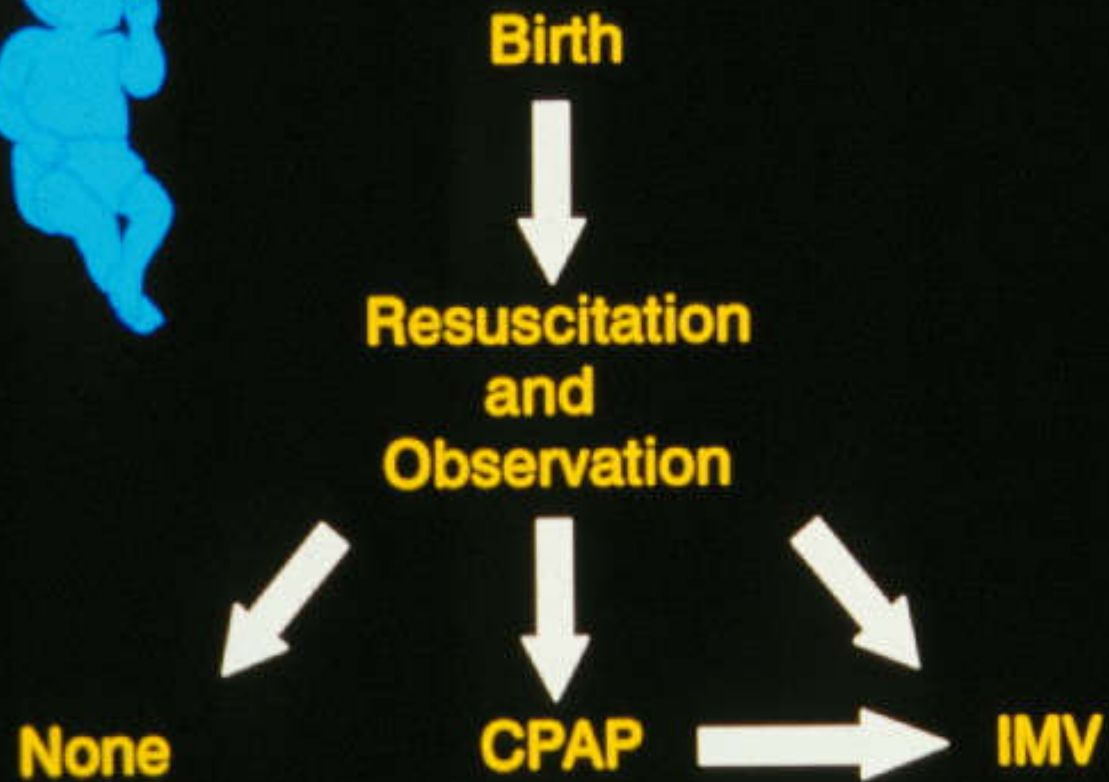 Birth
Resuscitation
and
Observation
None
CPAP
IMV